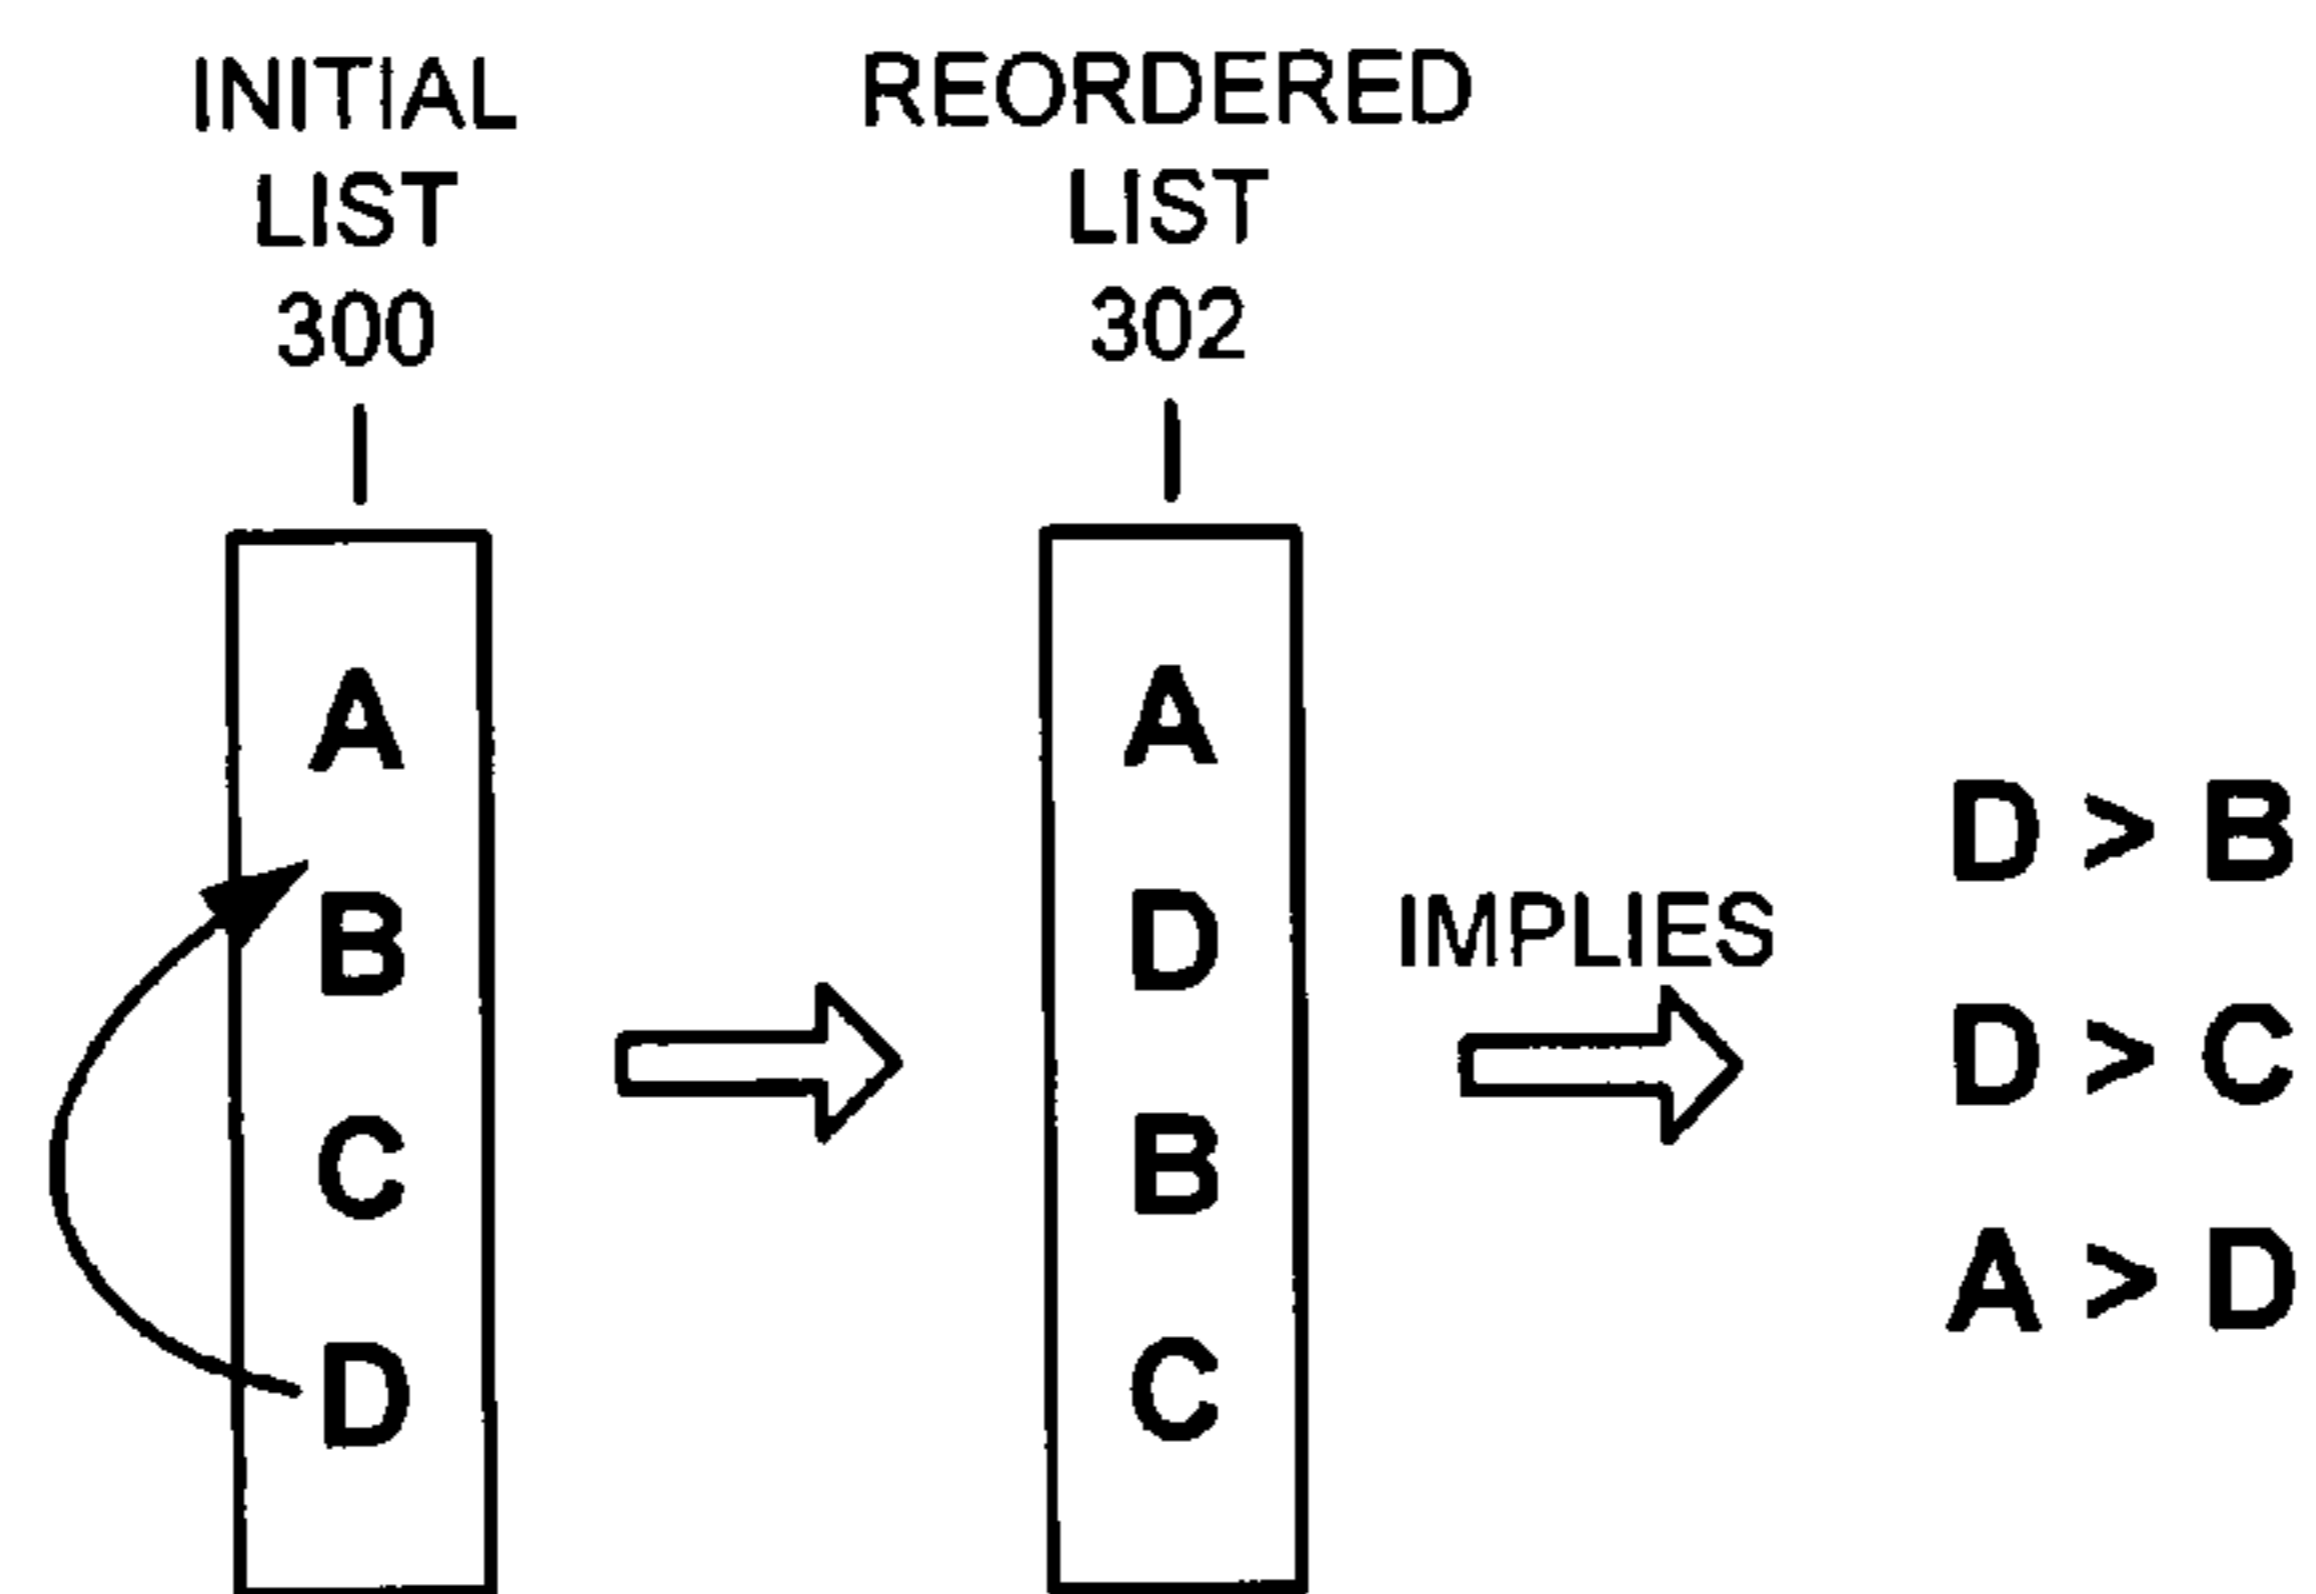 INITIAL
LIST
300
REORDERED
LIST
302
A
B
C
D
A
D
B
C
IMPLIES
D > B
D > C
A > D